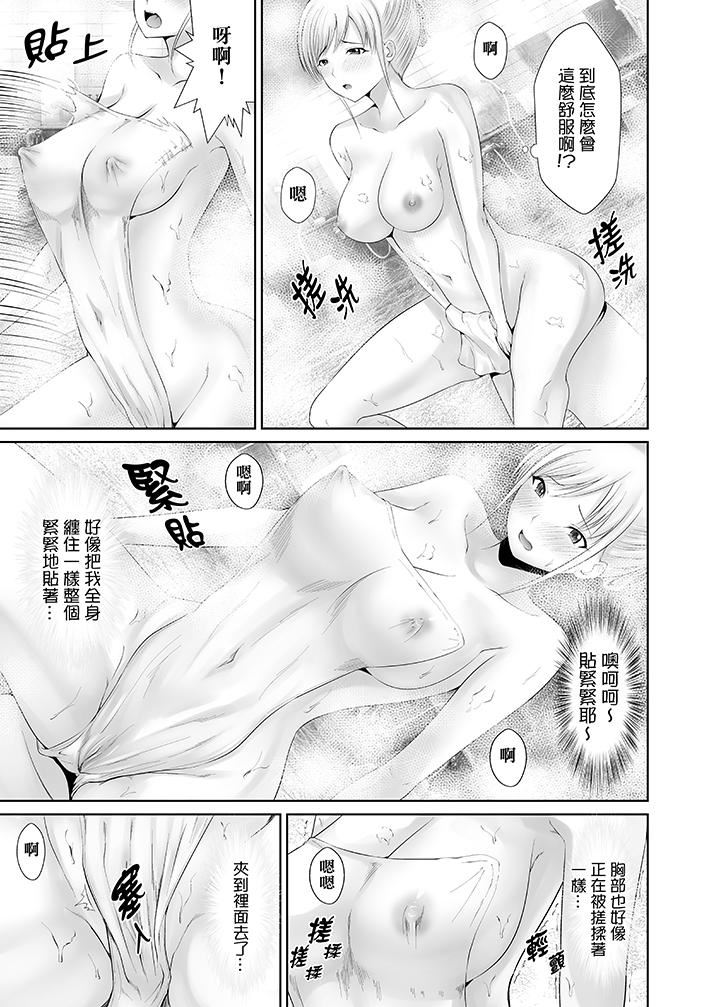 到底怎麼會
這麼舒服啊!?
啊
嗯
搓洗
搓洗
呀啊!
貼上
嗯啊
緊貼
好像把我全身
纏住一樣整個
緊緊地貼著…
噢呵呵～
貼緊緊耶～
啊
胸部也好像
正在被搓揉著
一樣…
嗯嗯
輕顫
搓揉
搓揉
夾到裡面去了…
塞入
啊